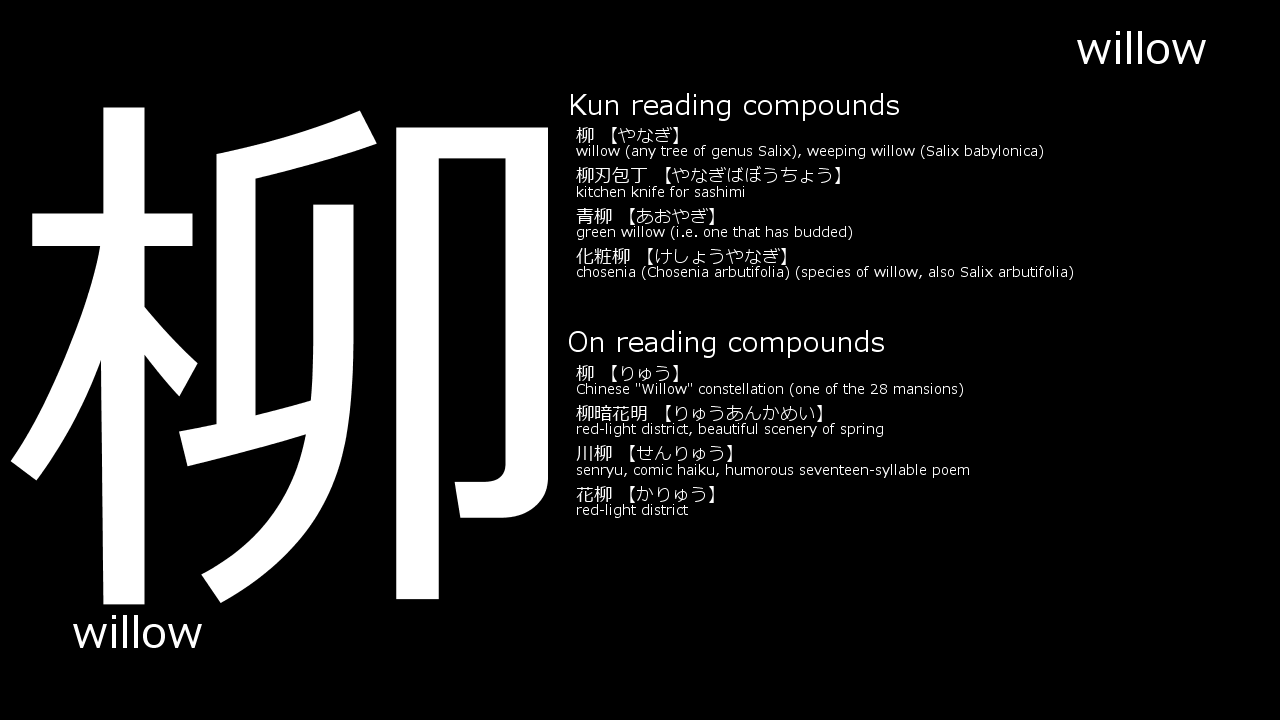 willow
柳
Kun reading compounds
柳 【やなぎ】
willow (any tree of genus Salix), weeping willow (Salix babylonica)
柳刃包丁 【やなぎばぼうちょう】
kitchen knife for sashimi
青柳 【あおやぎ】
green willow (i.e. one that has budded)
化粧柳 【けしょうやなぎ】
chosenia (Chosenia arbutifolia) (species of willow, also Salix arbutifolia)
On reading compounds
柳 【りゅう】
Chinese "Willow" constellation (one of the 28 mansions)
柳暗花明 【りゅうあんかめい】
red-light district, beautiful scenery of spring
川柳 【せんりゅう】
senryu, comic haiku, humorous seventeen-syllable poem
花柳 【かりゅう】
red-light district
willow